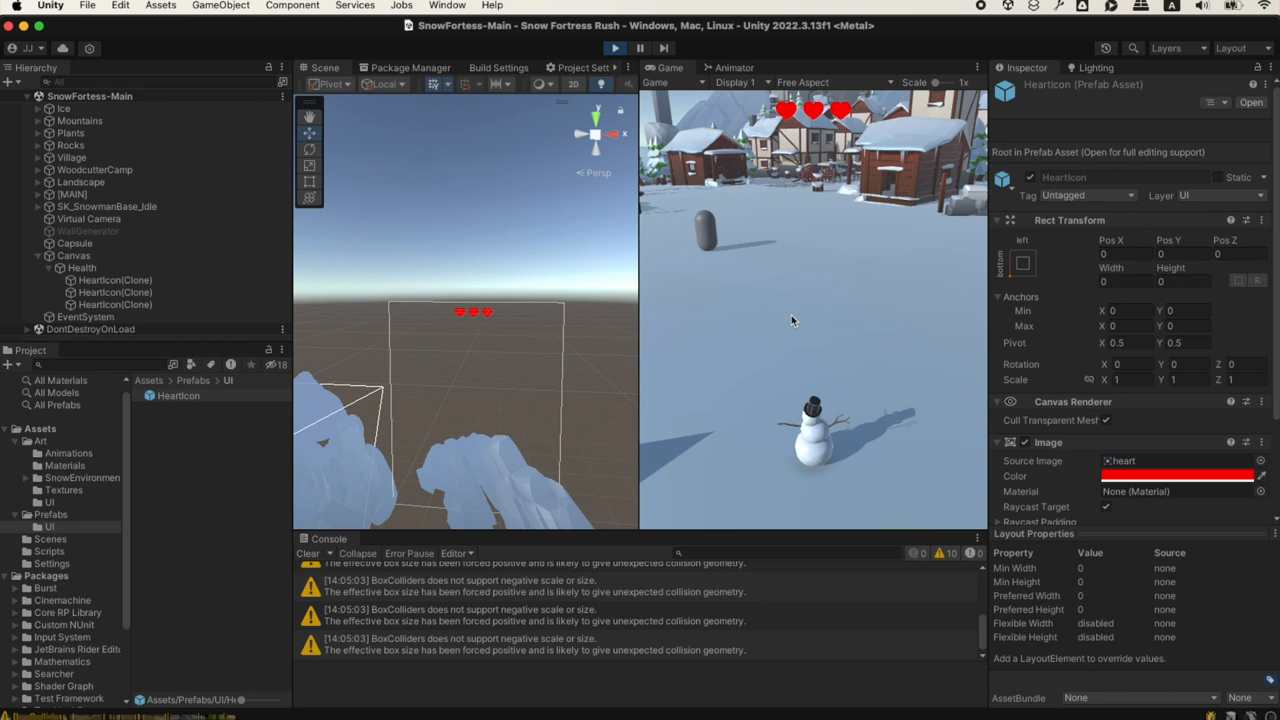 Unity File Edit Assets GameObject Component Services Jobs Window Help
SnowFortess-Main - Snow Fortress Rush - Windows, Mac, Linux - Unity 2022.3.13f1 <Metal>
JJ Layers Layout
Hierarchy Scene Package Manager Build Settings Project Sett Game Animator Inspector Lighting
All Pivot Local 2D Game Display 1 Free Aspect Scale 1x HeartIcon (Prefab Asset)
Open
SnowFortess-Main
Ice
Mountains
Plants
Rocks
Village
WoodcutterCamp
Landscape
[MAIN]
SK_SnowmanBase_Idle
Virtual Camera
WallGenerator
Capsule
Canvas
Health
HeartIcon(Clone)
HeartIcon(Clone)
HeartIcon(Clone)
EventSystem
DontDestroyOnLoad
y
x
Persp
Root in Prefab Asset (Open for full editing support)
HeartIcon Static
Tag Untagged Layer UI
Rect Transform
left Pos X Pos Y Pos Z
bottom 0 0 0
Width Height
0 0
R
Anchors
Min X 0 Y 0
Max X 0 Y 0
Pivot X 0.5 Y 0.5
Rotation X 0 Y 0 Z 0
Scale X 1 Y 1 Z 1
Canvas Renderer
Cull Transparent Mesh
Image
Source Image heart
Color
Material None (Material)
Raycast Target
Raycast Padding
Layout Properties
Property Value Source
Min Width 0 none
Min Height 0 none
Preferred Width 0 none
Preferred Height 0 none
Flexible Width disabled none
Flexible Height disabled none
Add a LayoutElement to override values.
AssetBundle None None
Project
18
All Materials
All Models
All Prefabs
Assets
Art
Animations
Materials
SnowEnvironmen
Textures
UI
Prefabs
UI
Scenes
Scripts
Settings
Packages
Burst
Cinemachine
Core RP Library
Custom NUnit
Input System
JetBrains Rider Edito
Mathematics
Searcher
Shader Graph
Test Framework
Assets > Prefabs > UI
HeartIcon
Assets/Prefabs/UI/He
Console
Clear Collapse Error Pause Editor 0 10 0
The effective box size has been forced positive and is likely to give unexpected collision geometry.
[14:05:03] BoxColliders does not support negative scale or size.
The effective box size has been forced positive and is likely to give unexpected collision geometry.
[14:05:03] BoxColliders does not support negative scale or size.
The effective box size has been forced positive and is likely to give unexpected collision geometry.
[14:05:03] BoxColliders does not support negative scale or size.
The effective box size has been forced positive and is likely to give unexpected collision geometry.